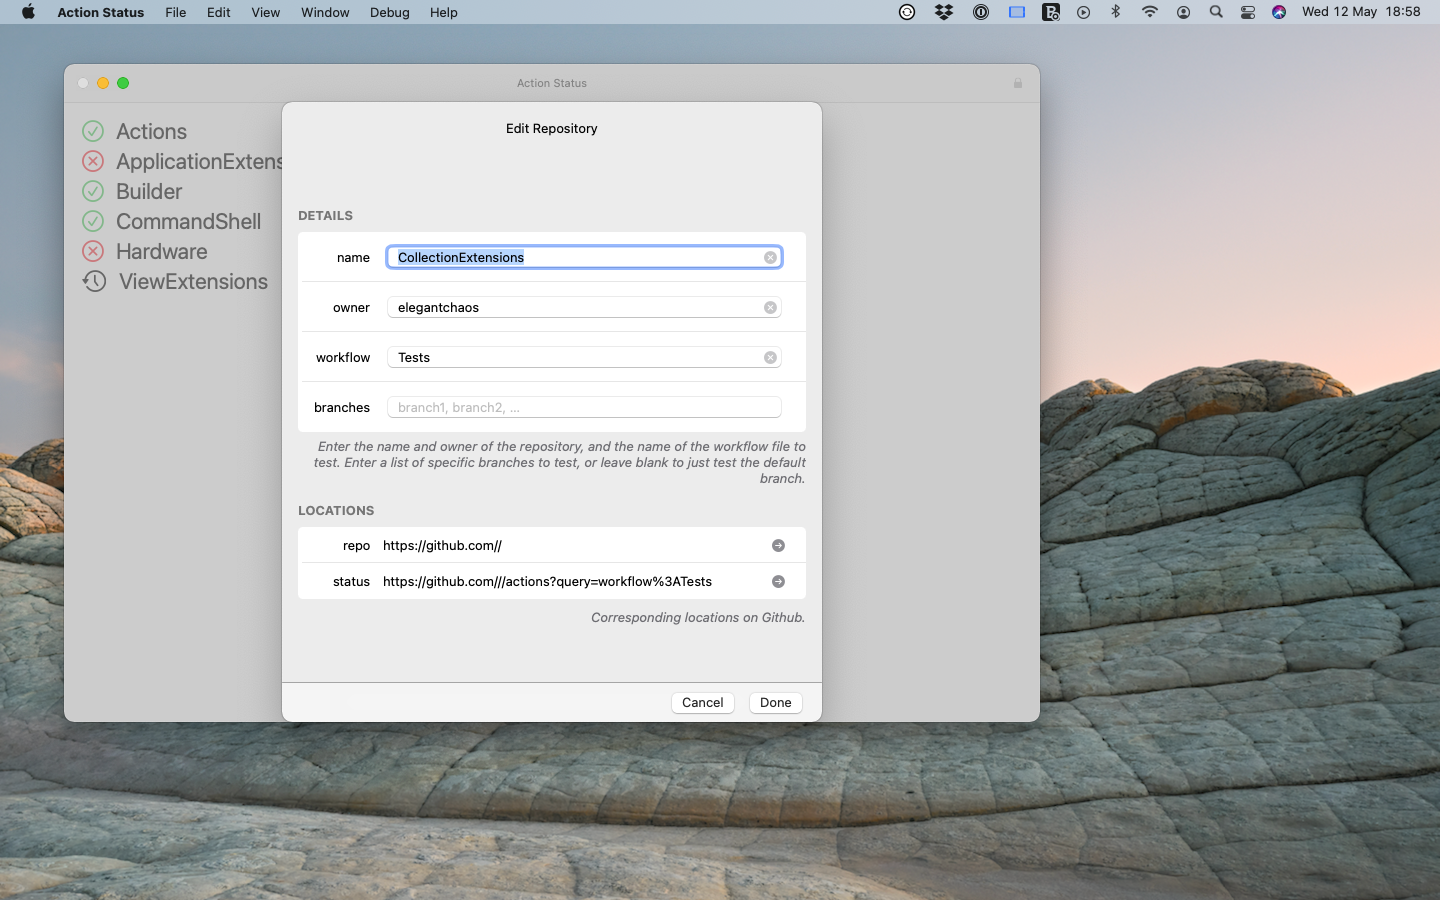 Action Status File Edit View Window Debug Help Wed 12 May 18:58
Action Status
Actions
ApplicationExtens
Builder
CommandShell
Hardware
ViewExtensions
Edit Repository
DETAILS
name CollectionExtensions
owner elegantchaos
workflow Tests
branches branch1, branch2, ...
Enter the name and owner of the repository, and the name of the workflow file to
test. Enter a list of specific branches to test, or leave blank to just test the default
branch.
LOCATIONS
repo https://github.com//
status https://github.com///actions?query=workflow%3ATests
Corresponding locations on Github.
Cancel Done